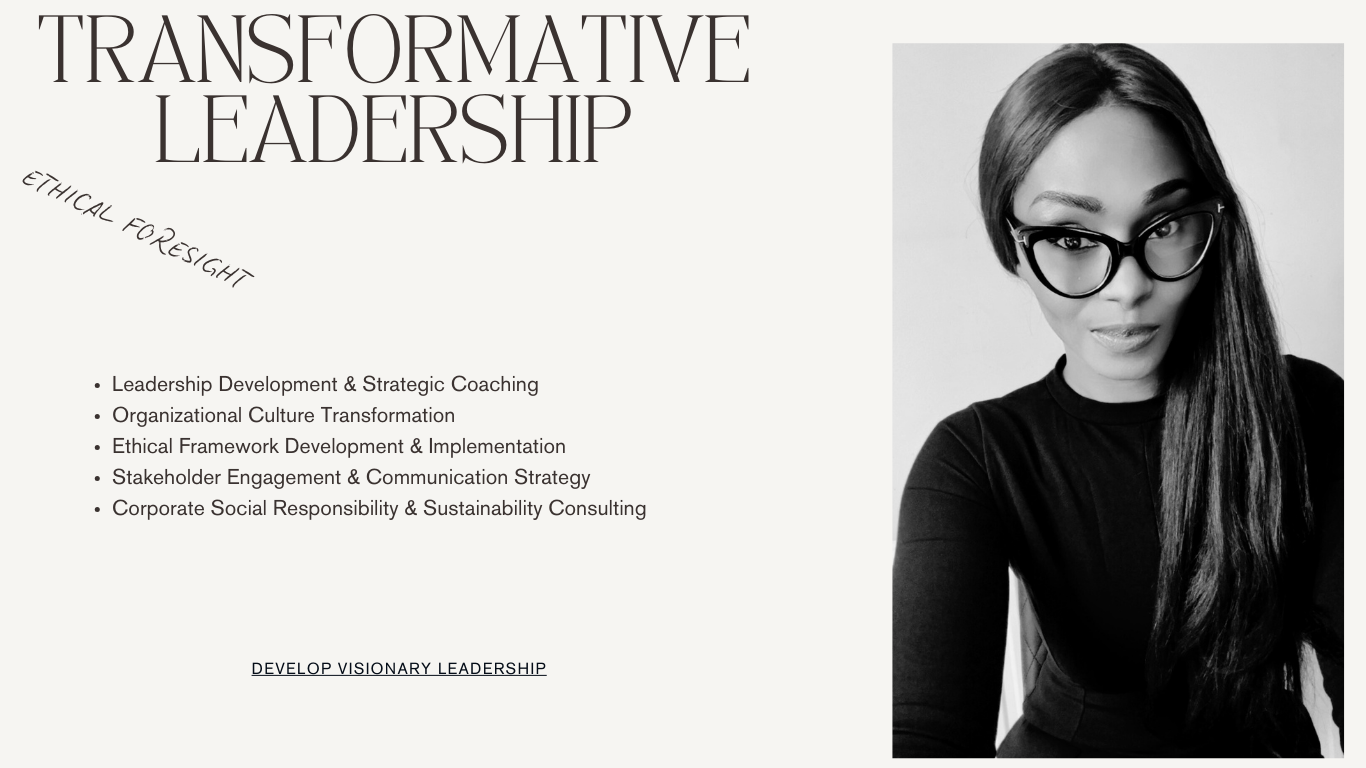 TRANSFORMATIVE
LEADERSHIP
ETHICAL FORESIGHT
• Leadership Development & Strategic Coaching
• Organizational Culture Transformation
• Ethical Framework Development & Implementation
• Stakeholder Engagement & Communication Strategy
• Corporate Social Responsibility & Sustainability Consulting
DEVELOP VISIONARY LEADERSHIP